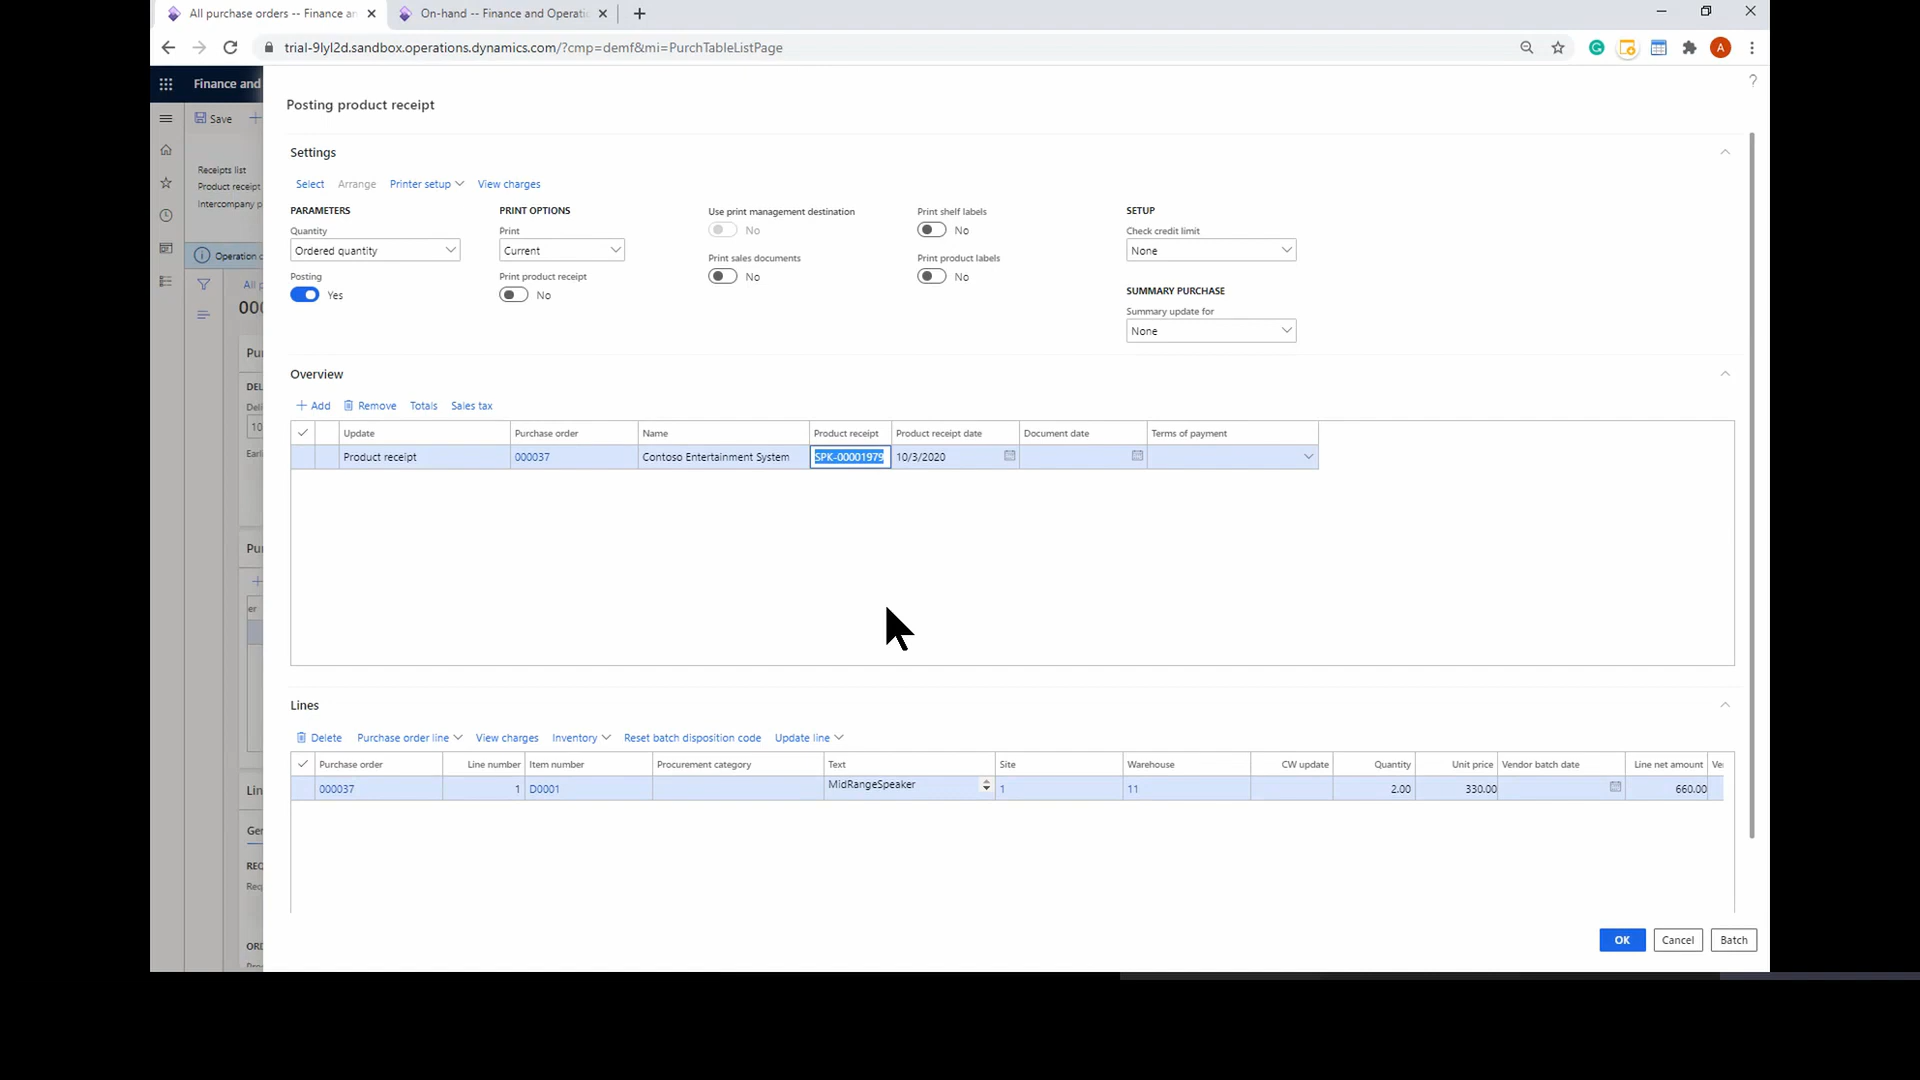 All purchase orders -- Finance an
On-hand -- Finance and Operati
trial-9lyl2d.sandbox.operations.dynamics.com/?cmp=demf&mi=PurchTableListPage
A
Finance and
Save
Receipts list
Product receipt
Intercompany p
Operation c
All p
000
Pur
DEL
Deli
10
Earli
Pur
er
Lin
Ger
REQ
Req
ORD
?
Posting product receipt
Settings
Select Arrange Printer setup View charges
PARAMETERS
Quantity
Ordered quantity
Posting
Yes
PRINT OPTIONS
Print
Current
Print product receipt
No
Use print management destination
No
Print sales documents
No
Print shelf labels
No
Print product labels
No
SETUP
Check credit limit
None
SUMMARY PURCHASE
Summary update for
None
Overview
+ Add Remove Totals Sales tax
Update Purchase order Name Product receipt Product receipt date Document date Terms of payment
Product receipt 000037 Contoso Entertainment System SPK-00001979 10/3/2020
Lines
Delete Purchase order line View charges Inventory Reset batch disposition code Update line
Purchase order Line number Item number Procurement category Text Site Warehouse CW update Quantity Unit price Vendor batch date Line net amount Ve
000037 1 D0001 MidRangeSpeaker 1 11 2.00 330.00 660.00
OK Cancel Batch